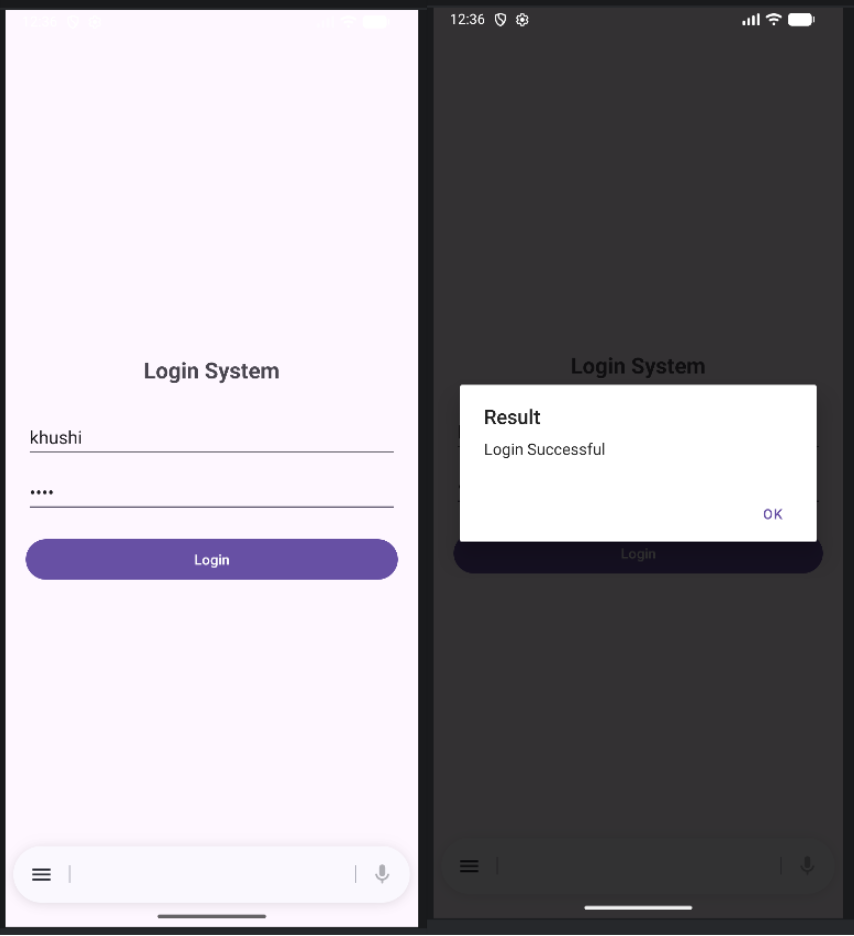 Login System
khushi
••••
Login
12:36
Login System
Result
Login Successful
OK
Login